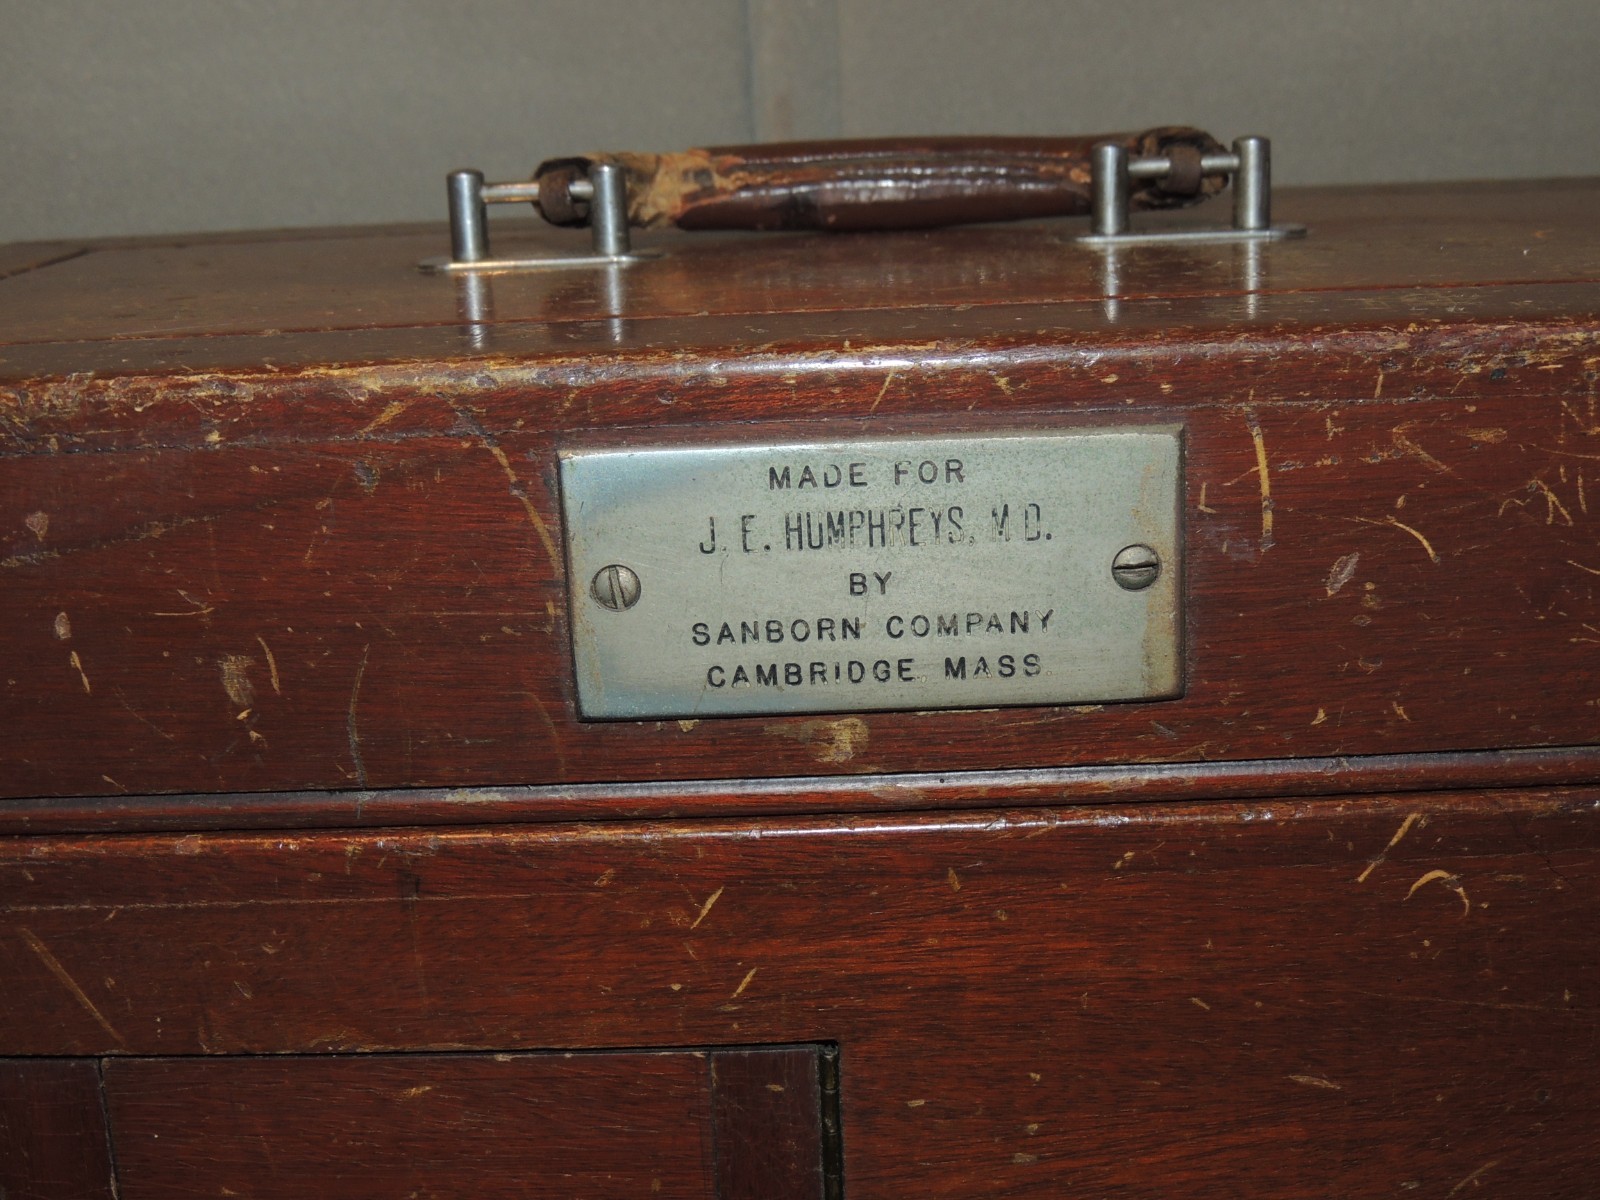 MADE FOR
J. E. HUMPHREYS, M.D.
BY
SANBORN COMPANY
CAMBRIDGE, MASS.